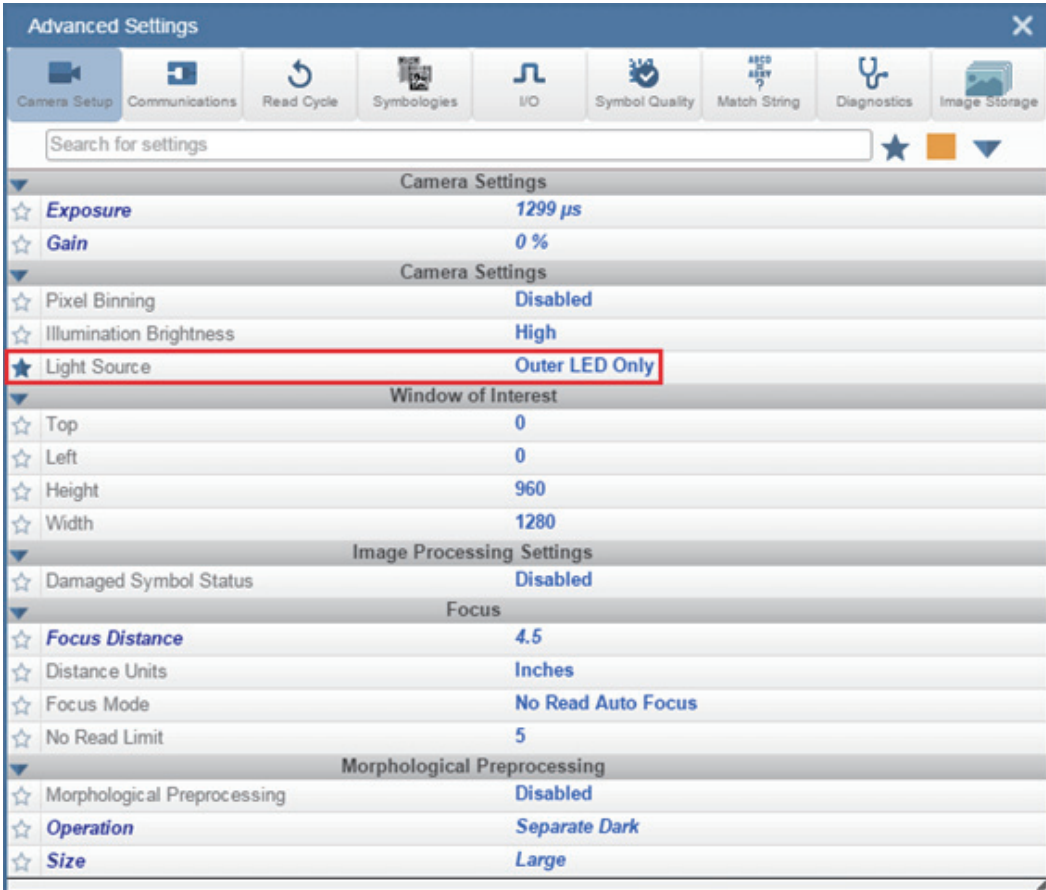 Advanced Settings
Camera Setup Communications Read Cycle Symbologies I/O Symbol Quality Match String Diagnostics Image Storage
Search for settings
Camera Settings
Exposure 1299 µs
Gain 0 %
Camera Settings
Pixel Binning Disabled
Illumination Brightness High
Light Source Outer LED Only
Window of Interest
Top 0
Left 0
Height 960
Width 1280
Image Processing Settings
Damaged Symbol Status Disabled
Focus
Focus Distance 4.5
Distance Units Inches
Focus Mode No Read Auto Focus
No Read Limit 5
Morphological Preprocessing
Morphological Preprocessing Disabled
Operation Separate Dark
Size Large